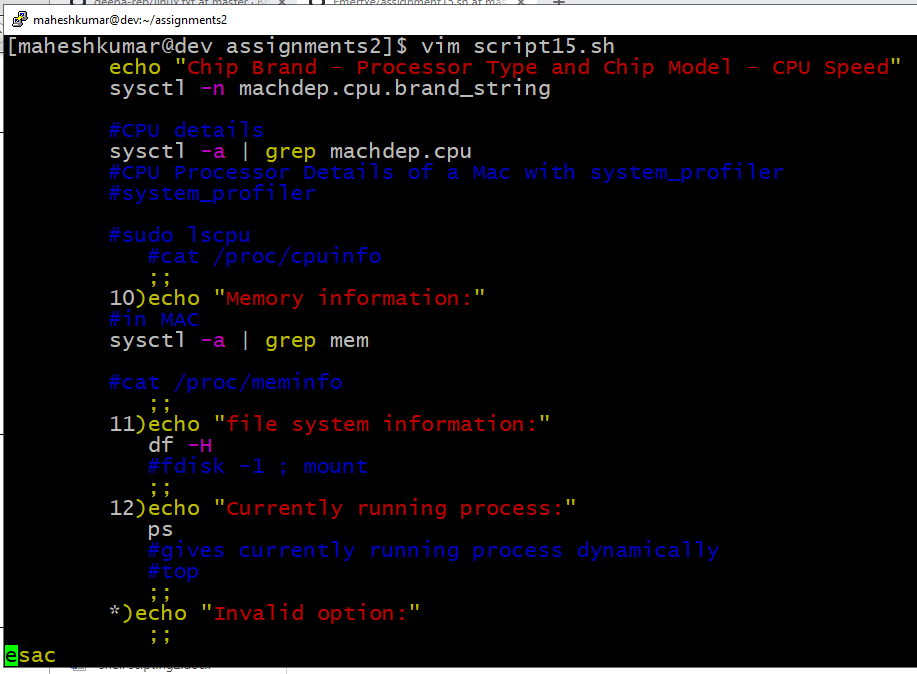 maheshkumar@dev:~/assignments2
[maheshkumar@dev assignments2]$ vim script15.sh
echo "Chip Brand - Processor Type and Chip Model - CPU Speed"
sysctl -n machdep.cpu.brand_string
#CPU details
sysctl -a | grep machdep.cpu
#CPU Processor Details of a Mac with system_profiler
#system_profiler
#sudo lscpu
#cat /proc/cpuinfo
;;
10)echo "Memory information:"
#in MAC
sysctl -a | grep mem
#cat /proc/meminfo
;;
11)echo "file system information:"
df -H
#fdisk -1 ; mount
;;
12)echo "Currently running process:"
ps
#gives currently running process dynamically
#top
;;
*)echo "Invalid option:"
;;
esac